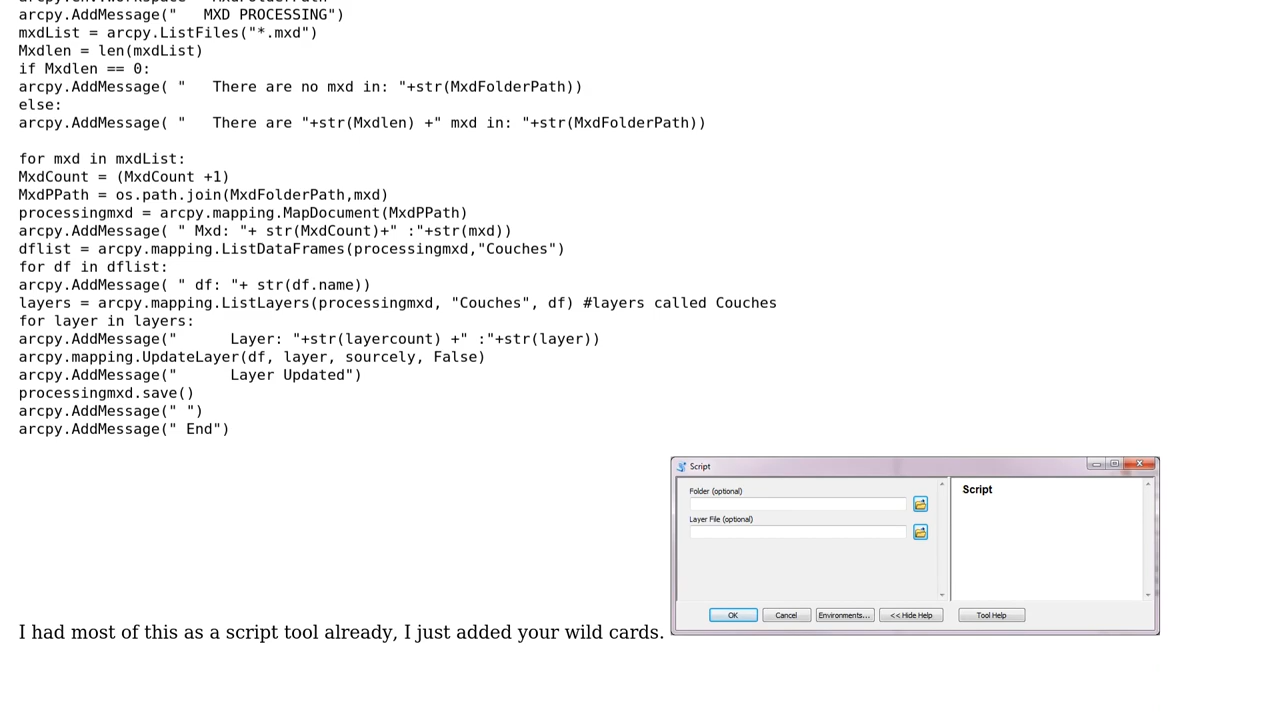 arcpy.AddMessage("   MXD PROCESSING")
mxdList = arcpy.ListFiles("*.mxd")
Mxdlen = len(mxdList)
if Mxdlen == 0:
arcpy.AddMessage( "   There are no mxd in: "+str(MxdFolderPath))
else:
arcpy.AddMessage( "   There are "+str(Mxdlen) +" mxd in: "+str(MxdFolderPath))
for mxd in mxdList:
MxdCount = (MxdCount +1)
MxdPPath = os.path.join(MxdFolderPath,mxd)
processingmxd = arcpy.mapping.MapDocument(MxdPPath)
arcpy.AddMessage( " Mxd: "+ str(MxdCount)+" :"+str(mxd))
dflist = arcpy.mapping.ListDataFrames(processingmxd,"Couches")
for df in dflist:
arcpy.AddMessage( " df: "+ str(df.name))
layers = arcpy.mapping.ListLayers(processingmxd, "Couches", df) #layers called Couches
for layer in layers:
arcpy.AddMessage("      Layer: "+str(layercount) +" :"+str(layer))
arcpy.mapping.UpdateLayer(df, layer, sourcely, False)
arcpy.AddMessage("      Layer Updated")
processingmxd.save()
arcpy.AddMessage(" ")
arcpy.AddMessage(" End")
Script
Folder (optional)
Layer File (optional)
Script
OK Cancel Environments... << Hide Help Tool Help
I had most of this as a script tool already, I just added your wild cards.